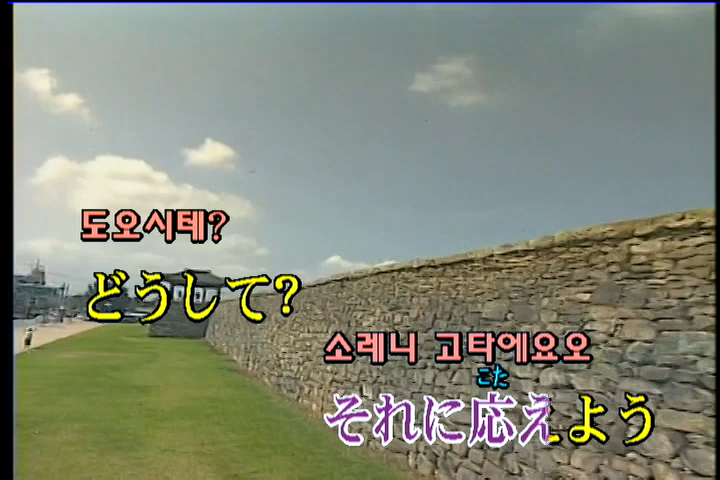 도오시테?
どうして?
소레니 고타에요오
こた
それに応えよう